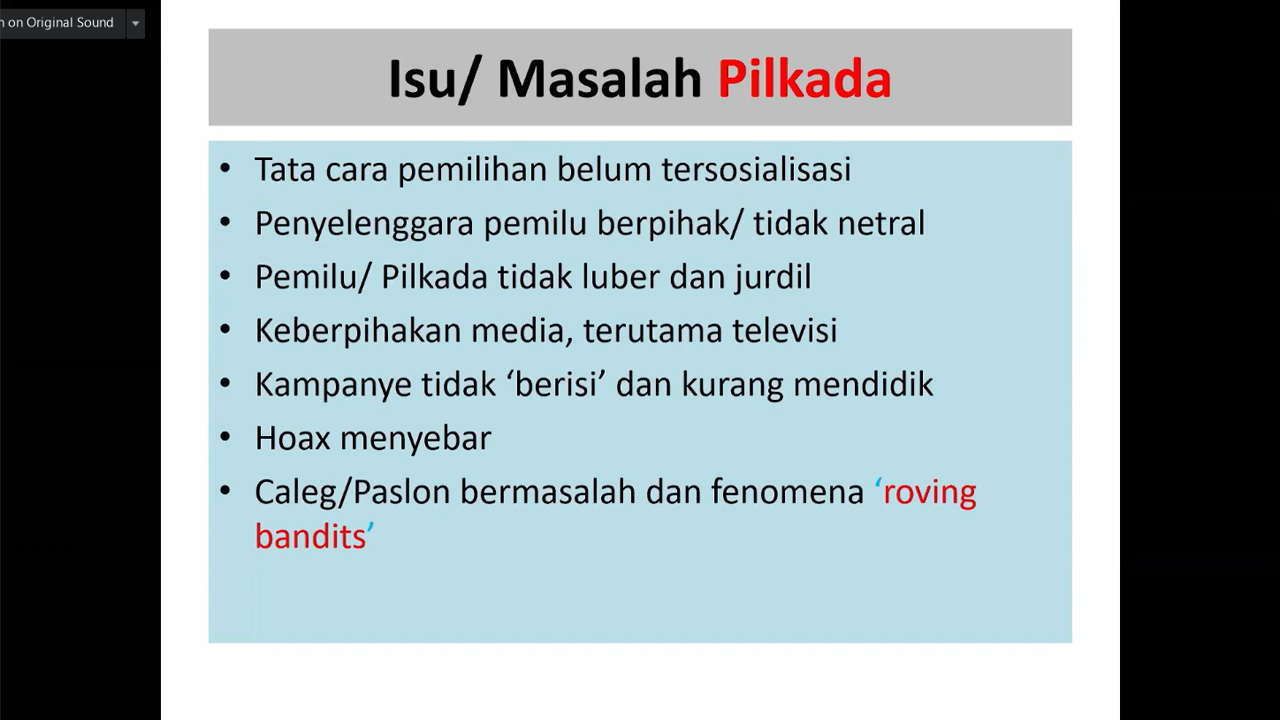 on Original Sound
Isu/ Masalah Pilkada
• Tata cara pemilihan belum tersosialisasi
• Penyelenggara pemilu berpihak/ tidak netral
• Pemilu/ Pilkada tidak luber dan jurdil
• Keberpihakan media, terutama televisi
• Kampanye tidak ‘berisi’ dan kurang mendidik
• Hoax menyebar
• Caleg/Paslon bermasalah dan fenomena ‘roving
bandits’